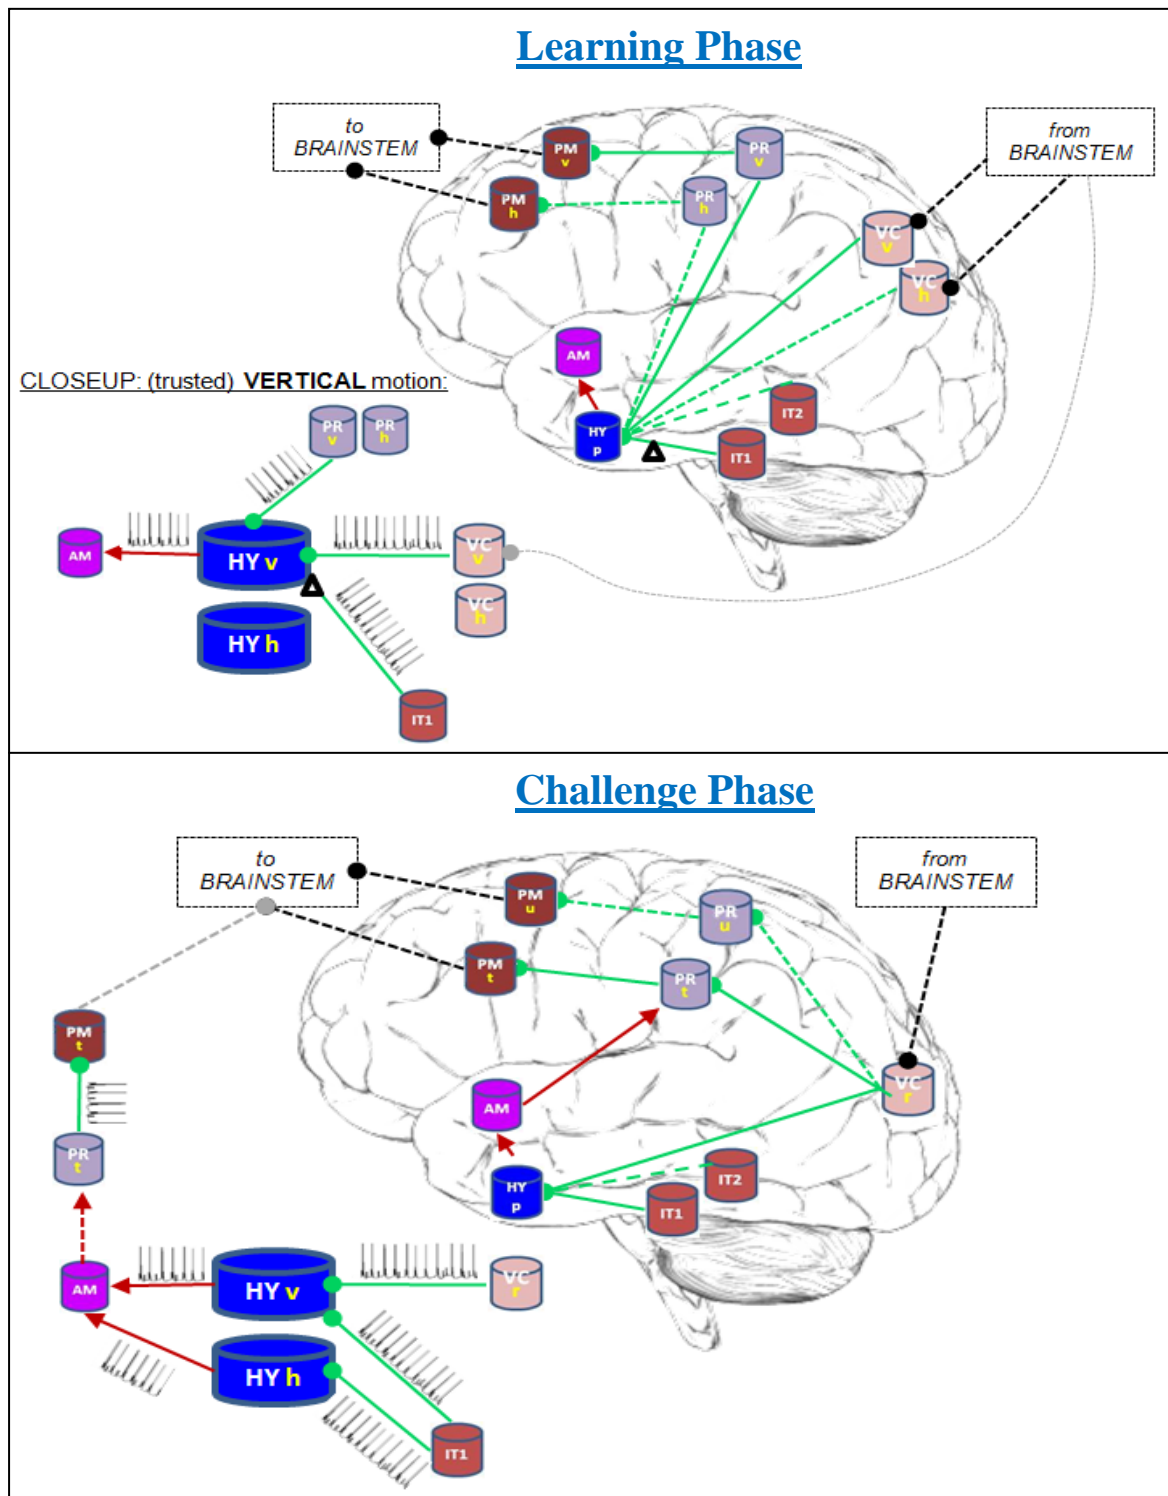 Learning Phase
to
BRAINSTEM
from
BRAINSTEM
PM
v
PR
v
PM
h
PR
h
VC
v
VC
h
AM
HY
p
IT2
IT1
CLOSEUP: (trusted) VERTICAL motion:
PR
v
PR
h
AM
HY v
VC
v
HY h
VC
h
IT1
Challenge Phase
to
BRAINSTEM
from
BRAINSTEM
PM
u
PR
u
PM
t
PR
t
PM
t
VC
r
AM
PR
t
HY
p
IT2
IT1
AM
HY v
VC
r
HY h
IT1